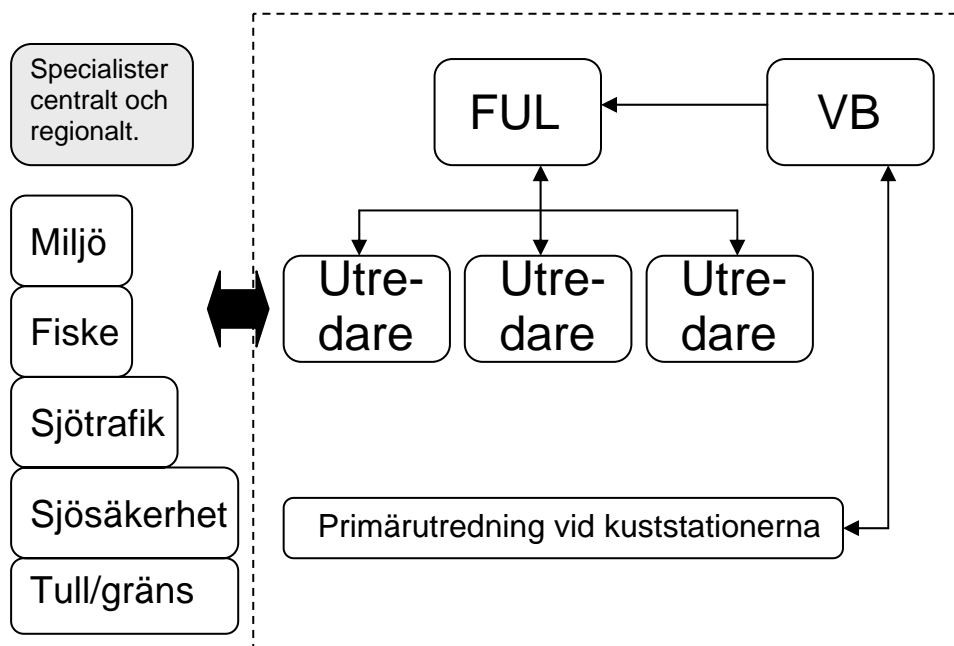 Specialister
centralt och
regionalt.
FUL
VB
Miljö
Fiske
Sjötrafik
Sjösäkerhet
Tull/gräns
Utre-
dare
Utre-
dare
Utre-
dare
Primärutredning vid kuststationerna